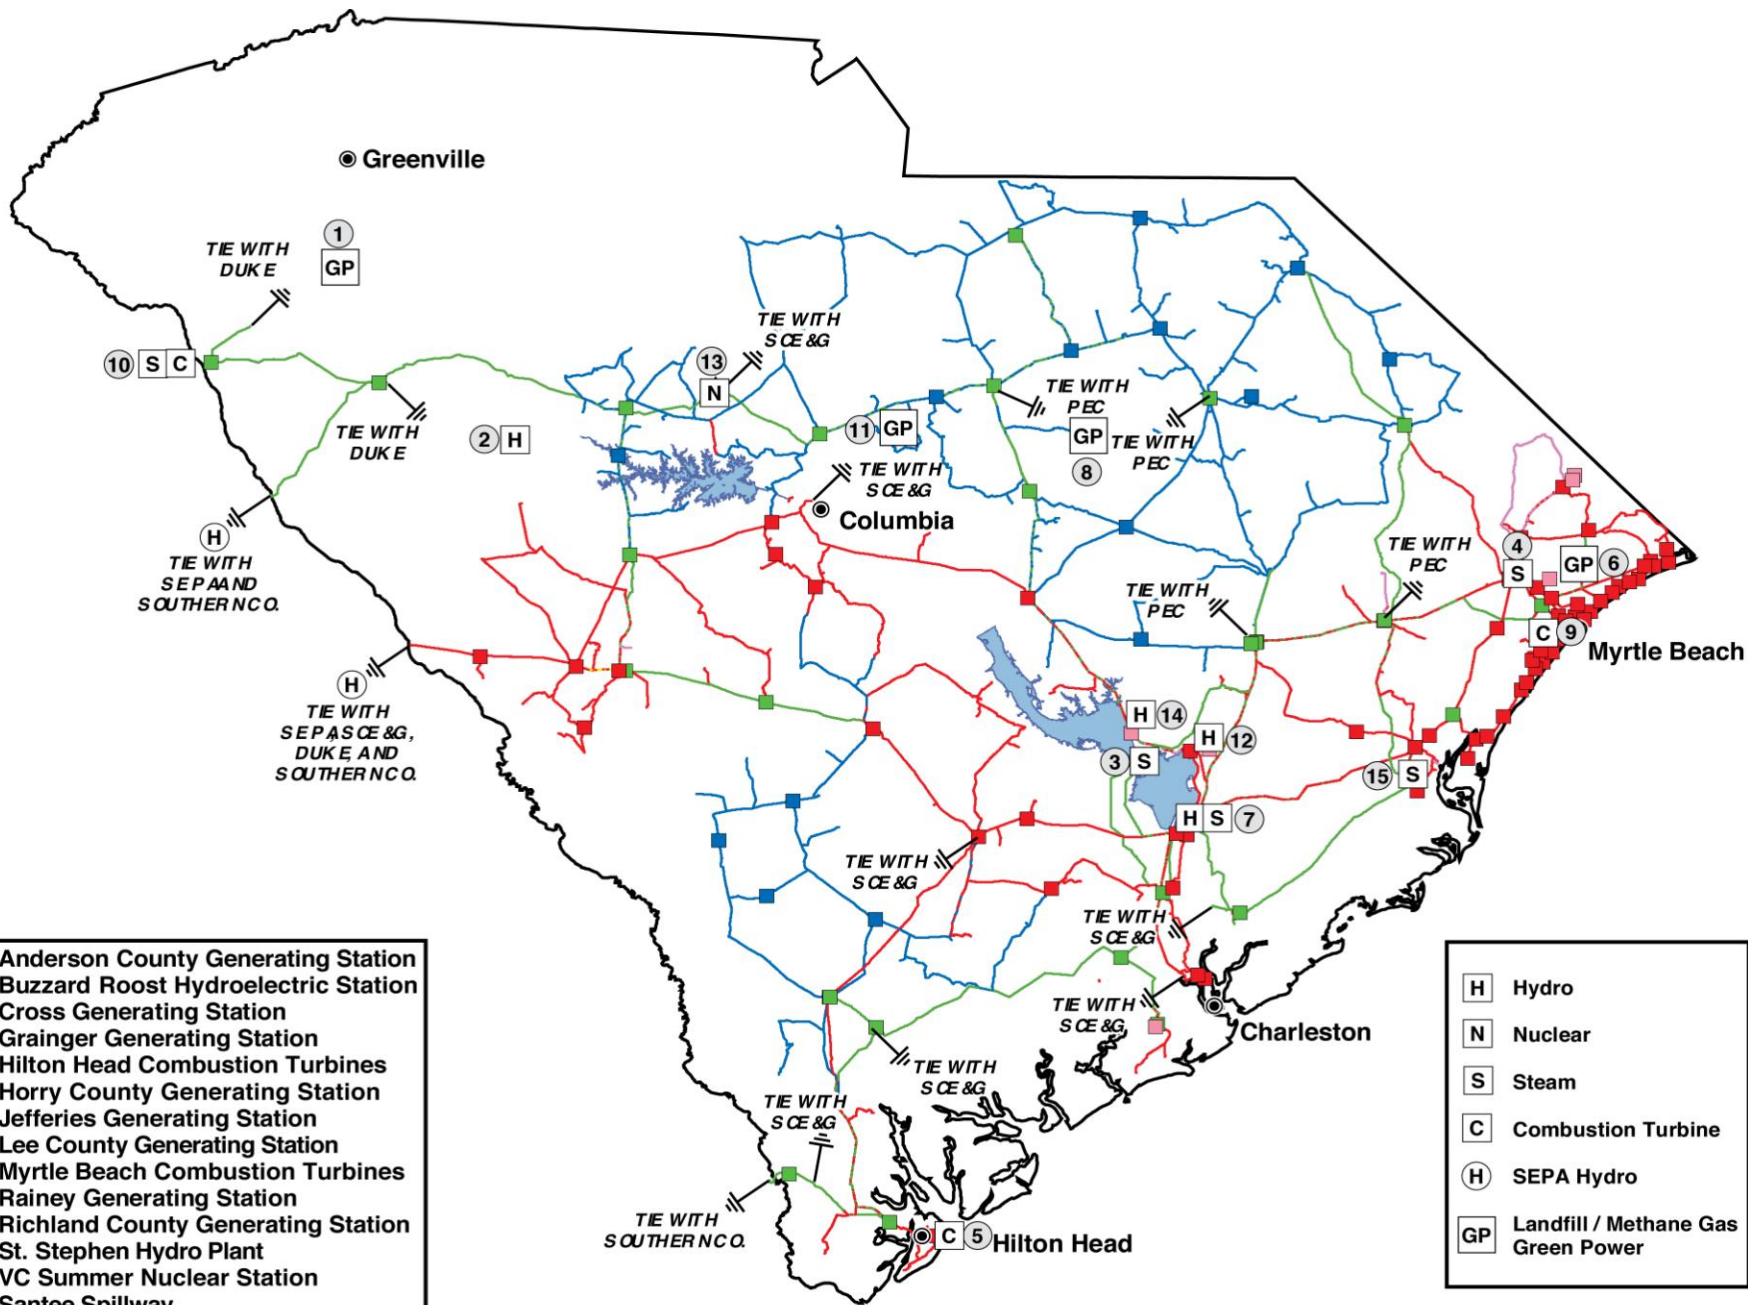 Greenville
1
GP
TIE WITH
DUKE
TIE WITH
SCE&G
10
S
C
13
N
TIE WITH
DUKE
2
H
11
GP
TIE WITH
PEC
GP
8
TIE WITH
PEC
TIE WITH
SCE&G
Columbia
H
TIE WITH
SEPA AND
SOUTHERN CO.
TIE WITH
PEC
4
S
GP
6
TIE WITH
PEC
C
9
Myrtle Beach
H
TIE WITH
SEPA, SCE&G,
DUKE, AND
SOUTHERN CO.
H
14
H
12
3
S
15
S
H
S
7
TIE WITH
SCE&G
TIE WITH
SCE&G
TIE WITH
SCE&G
Charleston
TIE WITH
SCE&G
TIE WITH
SCE&G
TIE WITH
SOUTHERN CO.
C
5
Hilton Head
Anderson County Generating Station
Buzzard Roost Hydroelectric Station
Cross Generating Station
Grainger Generating Station
Hilton Head Combustion Turbines
Horry County Generating Station
Jefferies Generating Station
Lee County Generating Station
Myrtle Beach Combustion Turbines
Rainey Generating Station
Richland County Generating Station
St. Stephen Hydro Plant
VC Summer Nuclear Station
Santee Spillway
H Hydro
N Nuclear
S Steam
C Combustion Turbine
H SEPA Hydro
GP Landfill / Methane Gas
Green Power